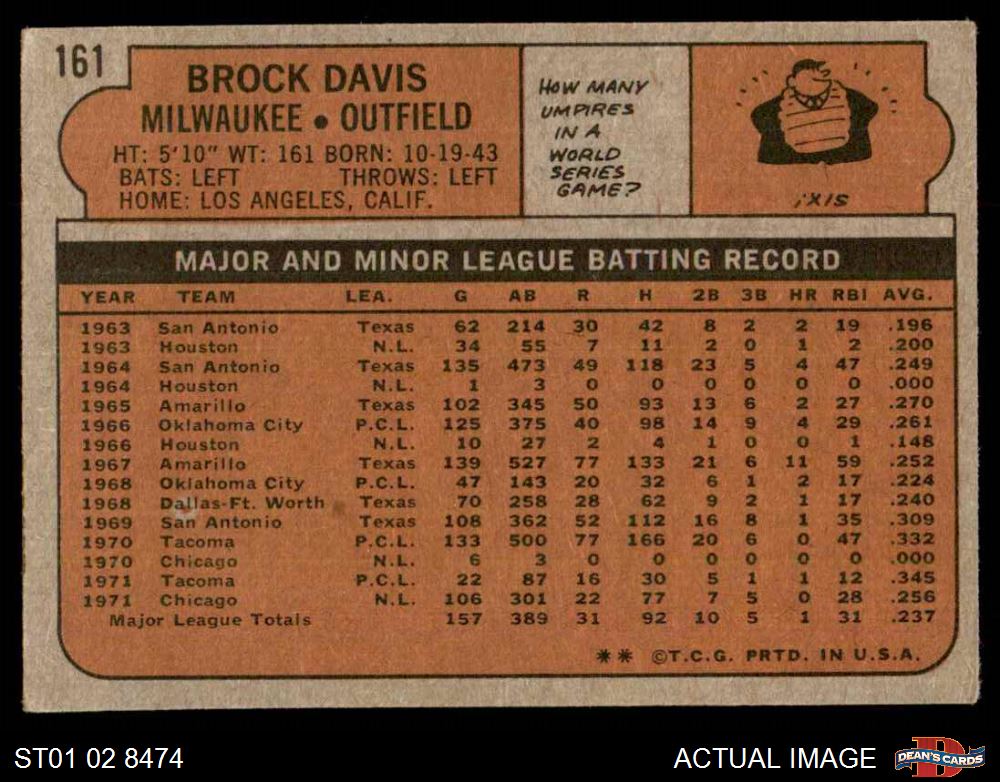 161
BROCK DAVIS
MILWAUKEE • OUTFIELD
HT: 5'10" WT: 161 BORN: 10-19-43
BATS: LEFT THROWS: LEFT
HOME: LOS ANGELES, CALIF.
HOW MANY
UMPIRES
IN A
WORLD
SERIES
GAME?
SIX!
MAJOR AND MINOR LEAGUE BATTING RECORD
YEAR TEAM LEA. G AB R H 2B 3B HR RBI AVG.
1963 San Antonio Texas 62 214 30 42 8 2 2 19 .196
1963 Houston N.L. 34 55 7 11 2 0 1 2 .200
1964 San Antonio Texas 135 473 49 118 23 5 4 47 .249
1964 Houston N.L. 1 3 0 0 0 0 0 0 .000
1965 Amarillo Texas 102 345 50 93 13 6 2 27 .270
1966 Oklahoma City P.C.L. 125 375 40 98 14 9 4 29 .261
1966 Houston N.L. 10 27 2 4 1 0 0 1 .148
1967 Amarillo Texas 139 527 77 133 21 6 11 59 .252
1968 Oklahoma City P.C.L. 47 143 20 32 6 1 2 17 .224
1968 Dallas-Ft. Worth Texas 70 258 28 62 9 2 1 17 .240
1969 San Antonio Texas 108 362 52 112 16 8 1 35 .309
1970 Tacoma P.C.L. 133 500 77 166 20 6 0 47 .332
1970 Chicago N.L. 6 3 0 0 0 0 0 0 .000
1971 Tacoma P.C.L. 22 87 16 30 5 1 1 12 .345
1971 Chicago N.L. 106 301 22 77 7 5 0 28 .256
Major League Totals 157 389 31 92 10 5 1 31 .237
** ©T.C.G. PRTD. IN U.S.A.
ST01 02 8474
ACTUAL IMAGE
D
DEAN'S CARDS